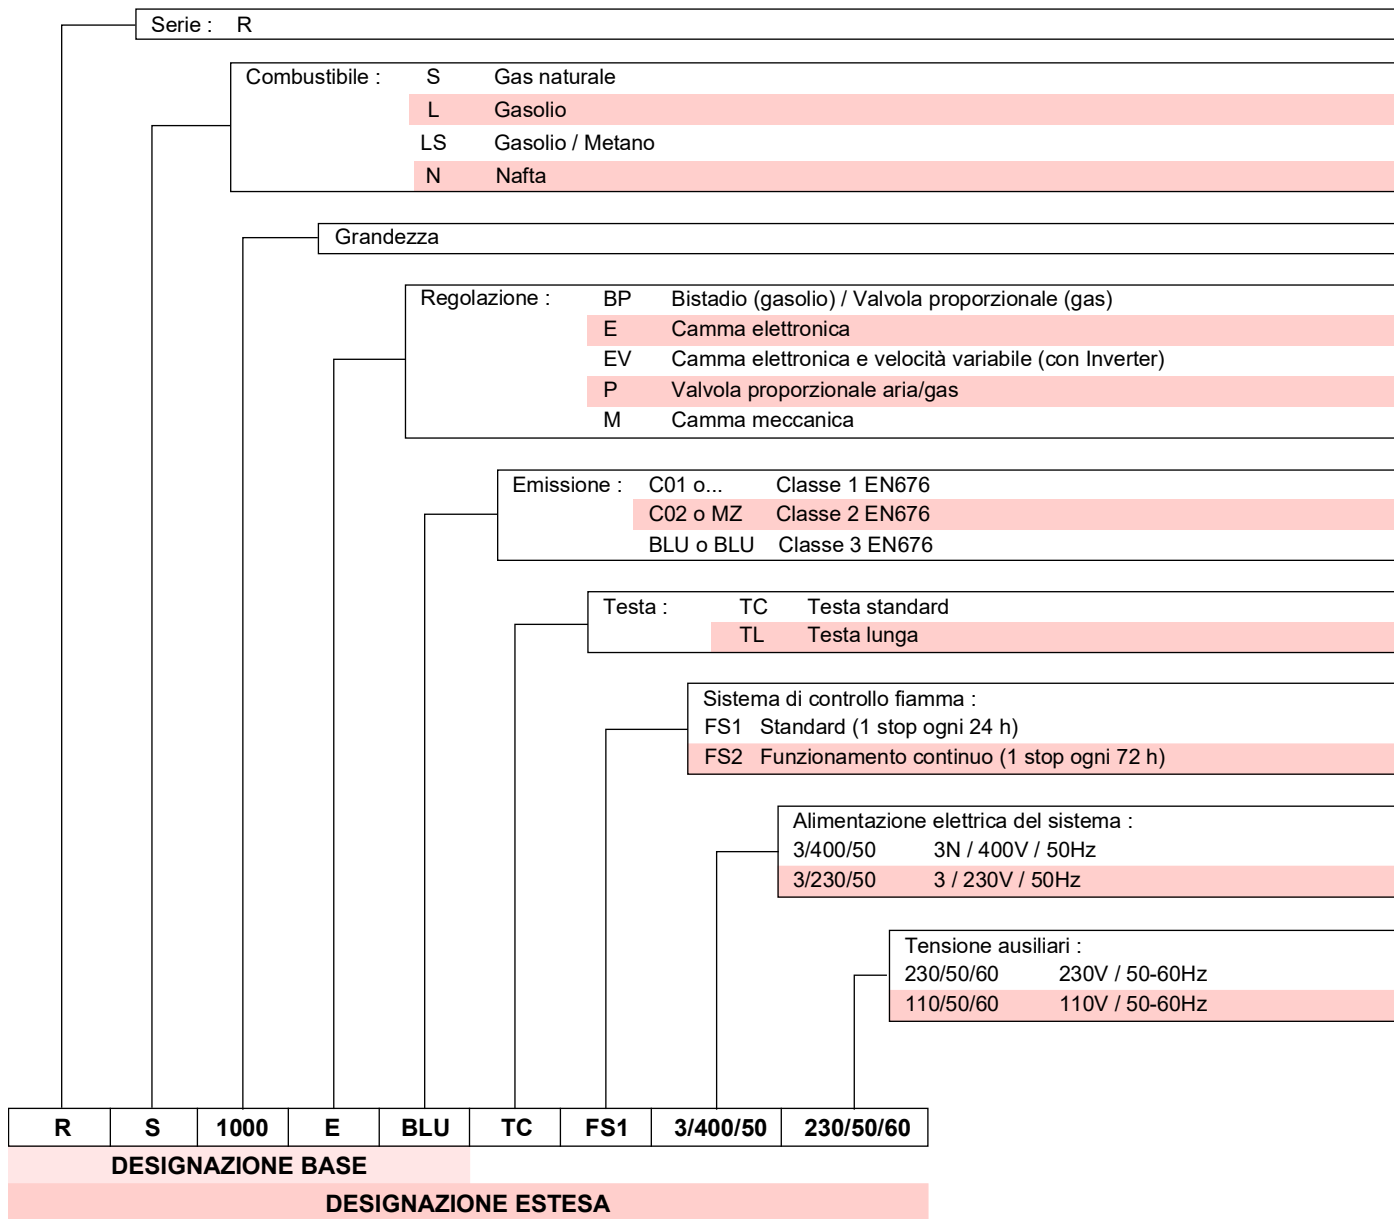 Serie : R
Combustibile : S Gas naturale
L Gasolio
LS Gasolio / Metano
N Nafta
Grandezza
Regolazione : BP Bistadio (gasolio) / Valvola proporzionale (gas)
E Camma elettronica
EV Camma elettronica e velocità variabile (con Inverter)
P Valvola proporzionale aria/gas
M Camma meccanica
Emissione : C01 o... Classe 1 EN676
C02 o MZ Classe 2 EN676
BLU o BLU Classe 3 EN676
Testa : TC Testa standard
TL Testa lunga
Sistema di controllo fiamma :
FS1 Standard (1 stop ogni 24 h)
FS2 Funzionamento continuo (1 stop ogni 72 h)
Alimentazione elettrica del sistema :
3/400/50 3N / 400V / 50Hz
3/230/50 3 / 230V / 50Hz
Tensione ausiliari :
230/50/60 230V / 50-60Hz
110/50/60 110V / 50-60Hz
R S 1000 E BLU TC FS1 3/400/50 230/50/60
DESIGNAZIONE BASE
DESIGNAZIONE ESTESA